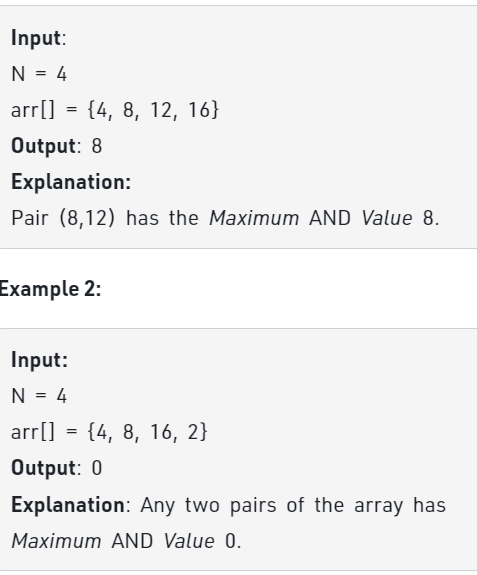 Input:
N = 4
arr[] = {4, 8, 12, 16}
Output: 8
Explanation:
Pair (8,12) has the Maximum AND Value 8.
Example 2:
Input:
N = 4
arr[] = {4, 8, 16, 2}
Output: 0
Explanation: Any two pairs of the array has
Maximum AND Value 0.